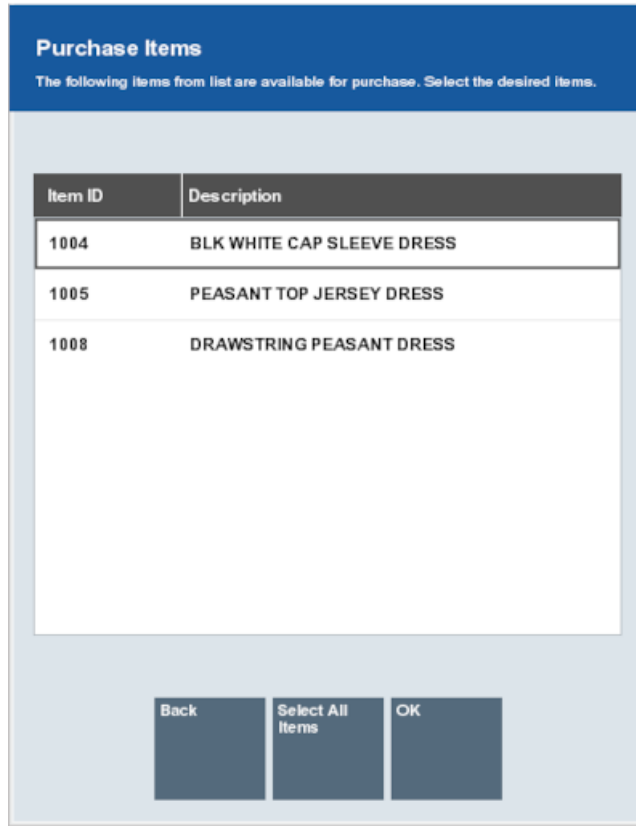 Purchase Items
The following items from list are available for purchase. Select the desired items.
Item ID Description
1004 BLK WHITE CAP SLEEVE DRESS
1005 PEASANT TOP JERSEY DRESS
1008 DRAWSTRING PEASANT DRESS
Back Select All Items OK